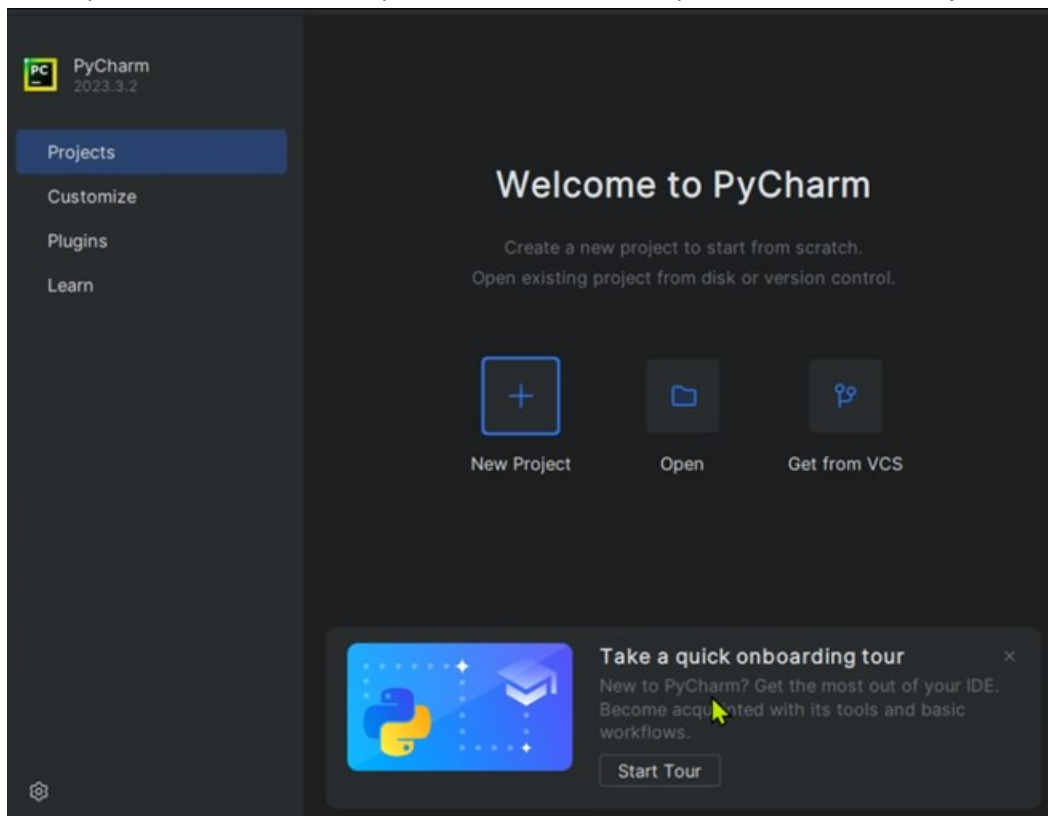 PC
PyCharm
2023.3.2
Projects
Customize
Plugins
Learn
Welcome to PyCharm
Create a new project to start from scratch.
Open existing project from disk or version control.
New Project
Open
Get from VCS
Take a quick onboarding tour
New to PyCharm? Get the most out of your IDE.
Become acquainted with its tools and basic
workflows.
Start Tour